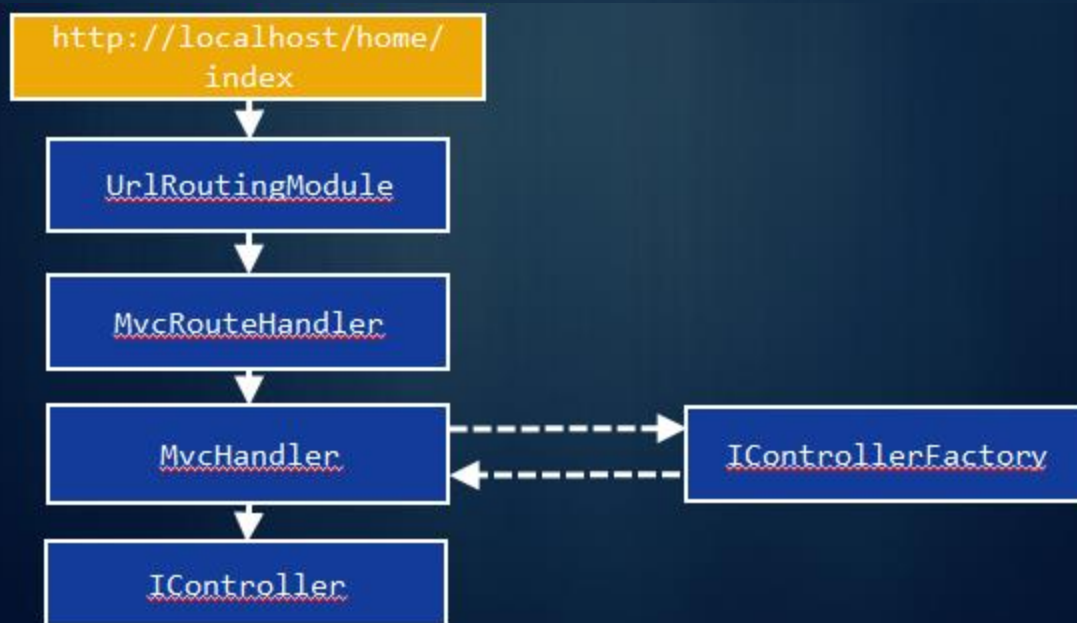 http://localhost/home/
index
UrlRoutingModule
MvcRouteHandler
MvcHandler
IControllerFactory
IController